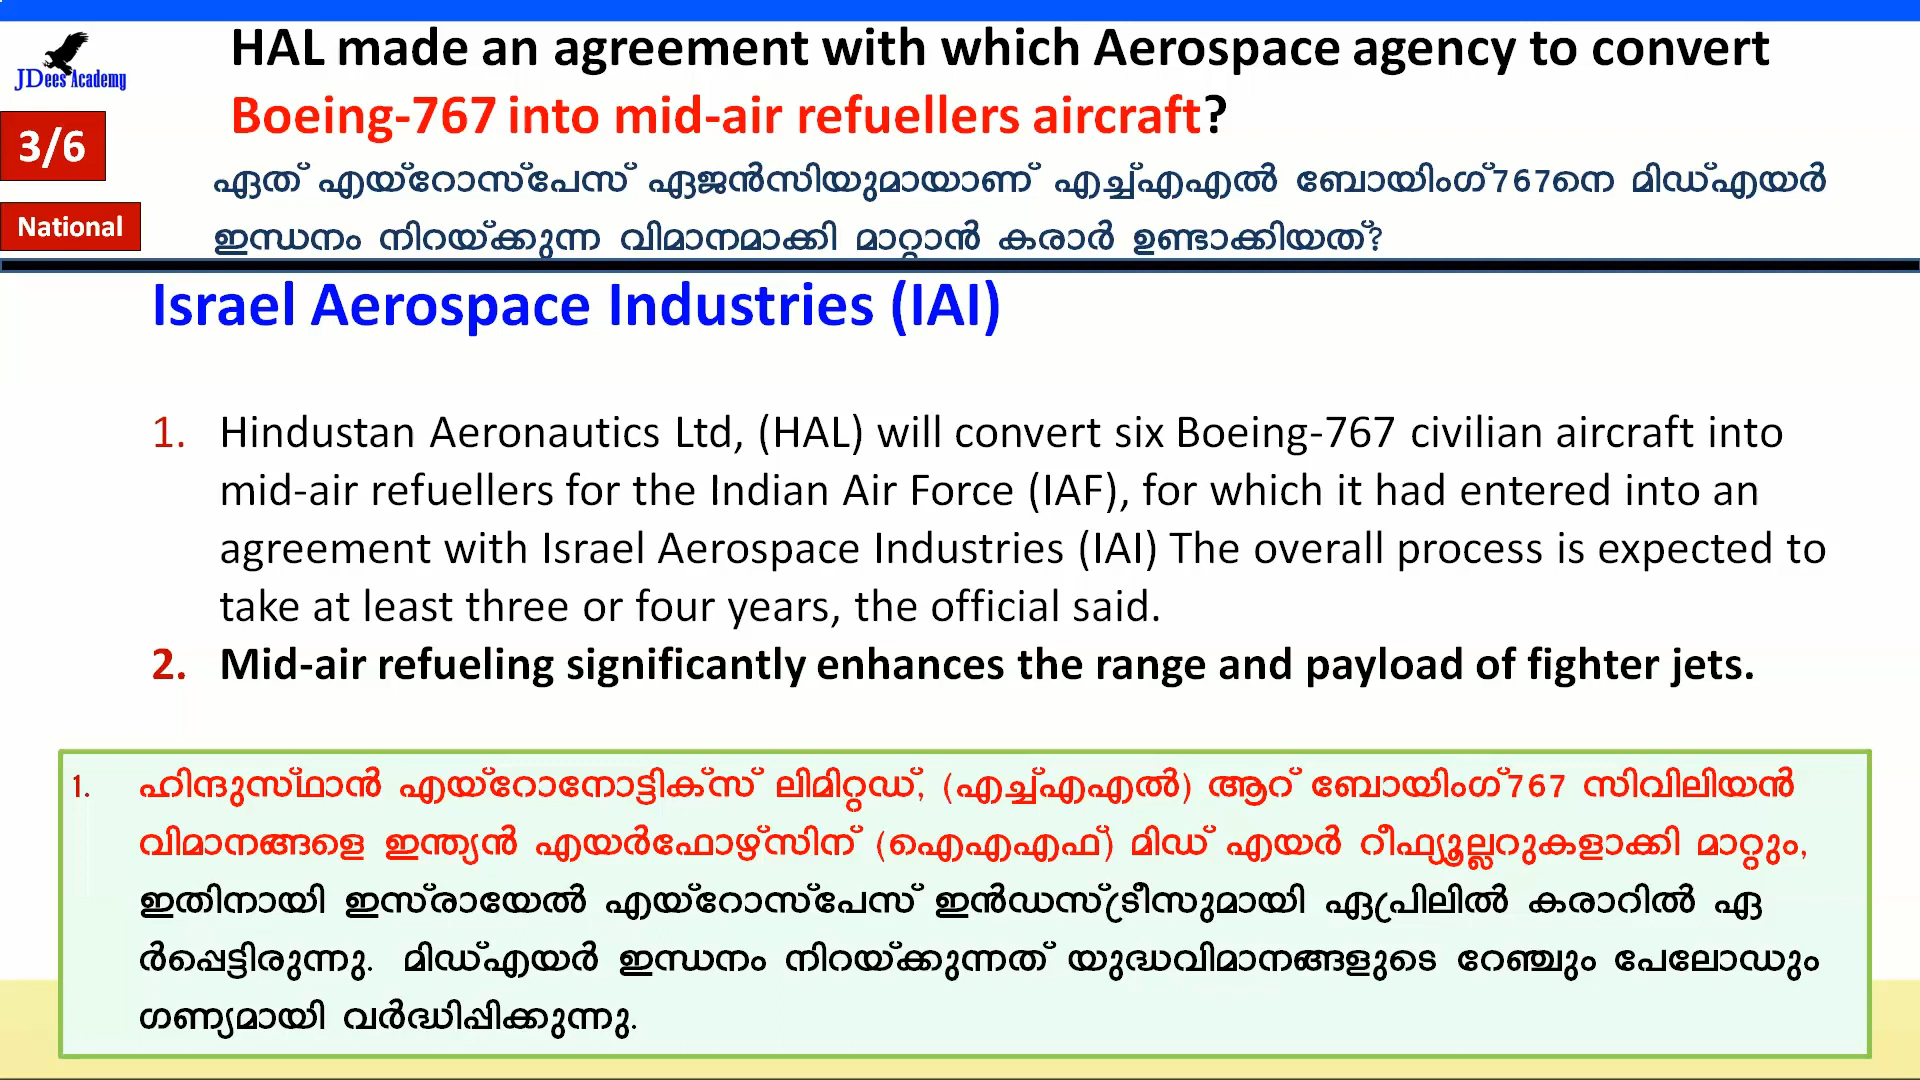 JDees Academy
HAL made an agreement with which Aerospace agency to convert
Boeing-767 into mid-air refuellers aircraft?
3/6
ഏത് എയ്റോസ്പേസ് ഏജൻസിയുമായാണ് എച്ച്എഎൽ ബോയിംഗ്767നെ മിഡ്എയർ
National
ഇന്ധനം നിറയ്ക്കുന്ന വിമാനമാക്കി മാറ്റാൻ കരാർ ഉണ്ടാക്കിയത്?
Israel Aerospace Industries (IAI)
1. Hindustan Aeronautics Ltd, (HAL) will convert six Boeing-767 civilian aircraft into
mid-air refuellers for the Indian Air Force (IAF), for which it had entered into an
agreement with Israel Aerospace Industries (IAI) The overall process is expected to
take at least three or four years, the official said.
2. Mid-air refueling significantly enhances the range and payload of fighter jets.
1. ഹിന്ദുസ്ഥാൻ എയ്റോനോട്ടിക്സ് ലിമിറ്റഡ്, (എച്ച്എഎൽ) ആറ് ബോയിംഗ്767 സിവിലിയൻ
വിമാനങ്ങളെ ഇന്ത്യൻ എയർഫോഴ്സിന് (ഐഎഎഫ്) മിഡ് എയർ റീഫ്യൂല്ലറുകളാക്കി മാറ്റും,
ഇതിനായി ഇസ്രായേൽ എയ്റോസ്പേസ് ഇൻഡസ്ട്രീസുമായി ഏപ്രിലിൽ കരാറിൽ ഏ
ർപ്പെട്ടിരുന്നു. മിഡ്എയർ ഇന്ധനം നിറയ്ക്കുന്നത് യുദ്ധവിമാനങ്ങളുടെ റേഞ്ചും പേലോഡും
ഗണ്യമായി വർദ്ധിപ്പിക്കുന്നു.